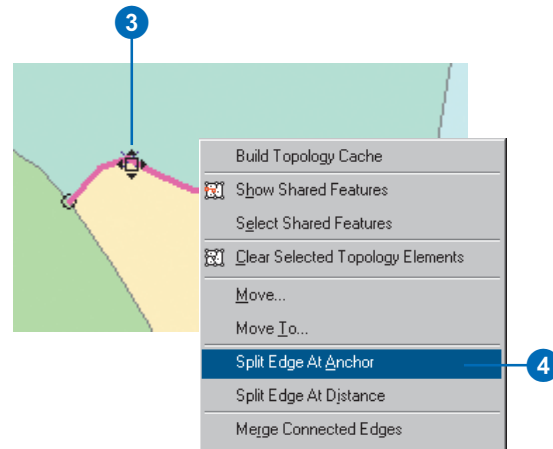 3
Build Topology Cache
Show Shared Features
Select Shared Features
Clear Selected Topology Elements
Move...
Move To...
Split Edge At Anchor
4
Split Edge At Distance
Merge Connected Edges